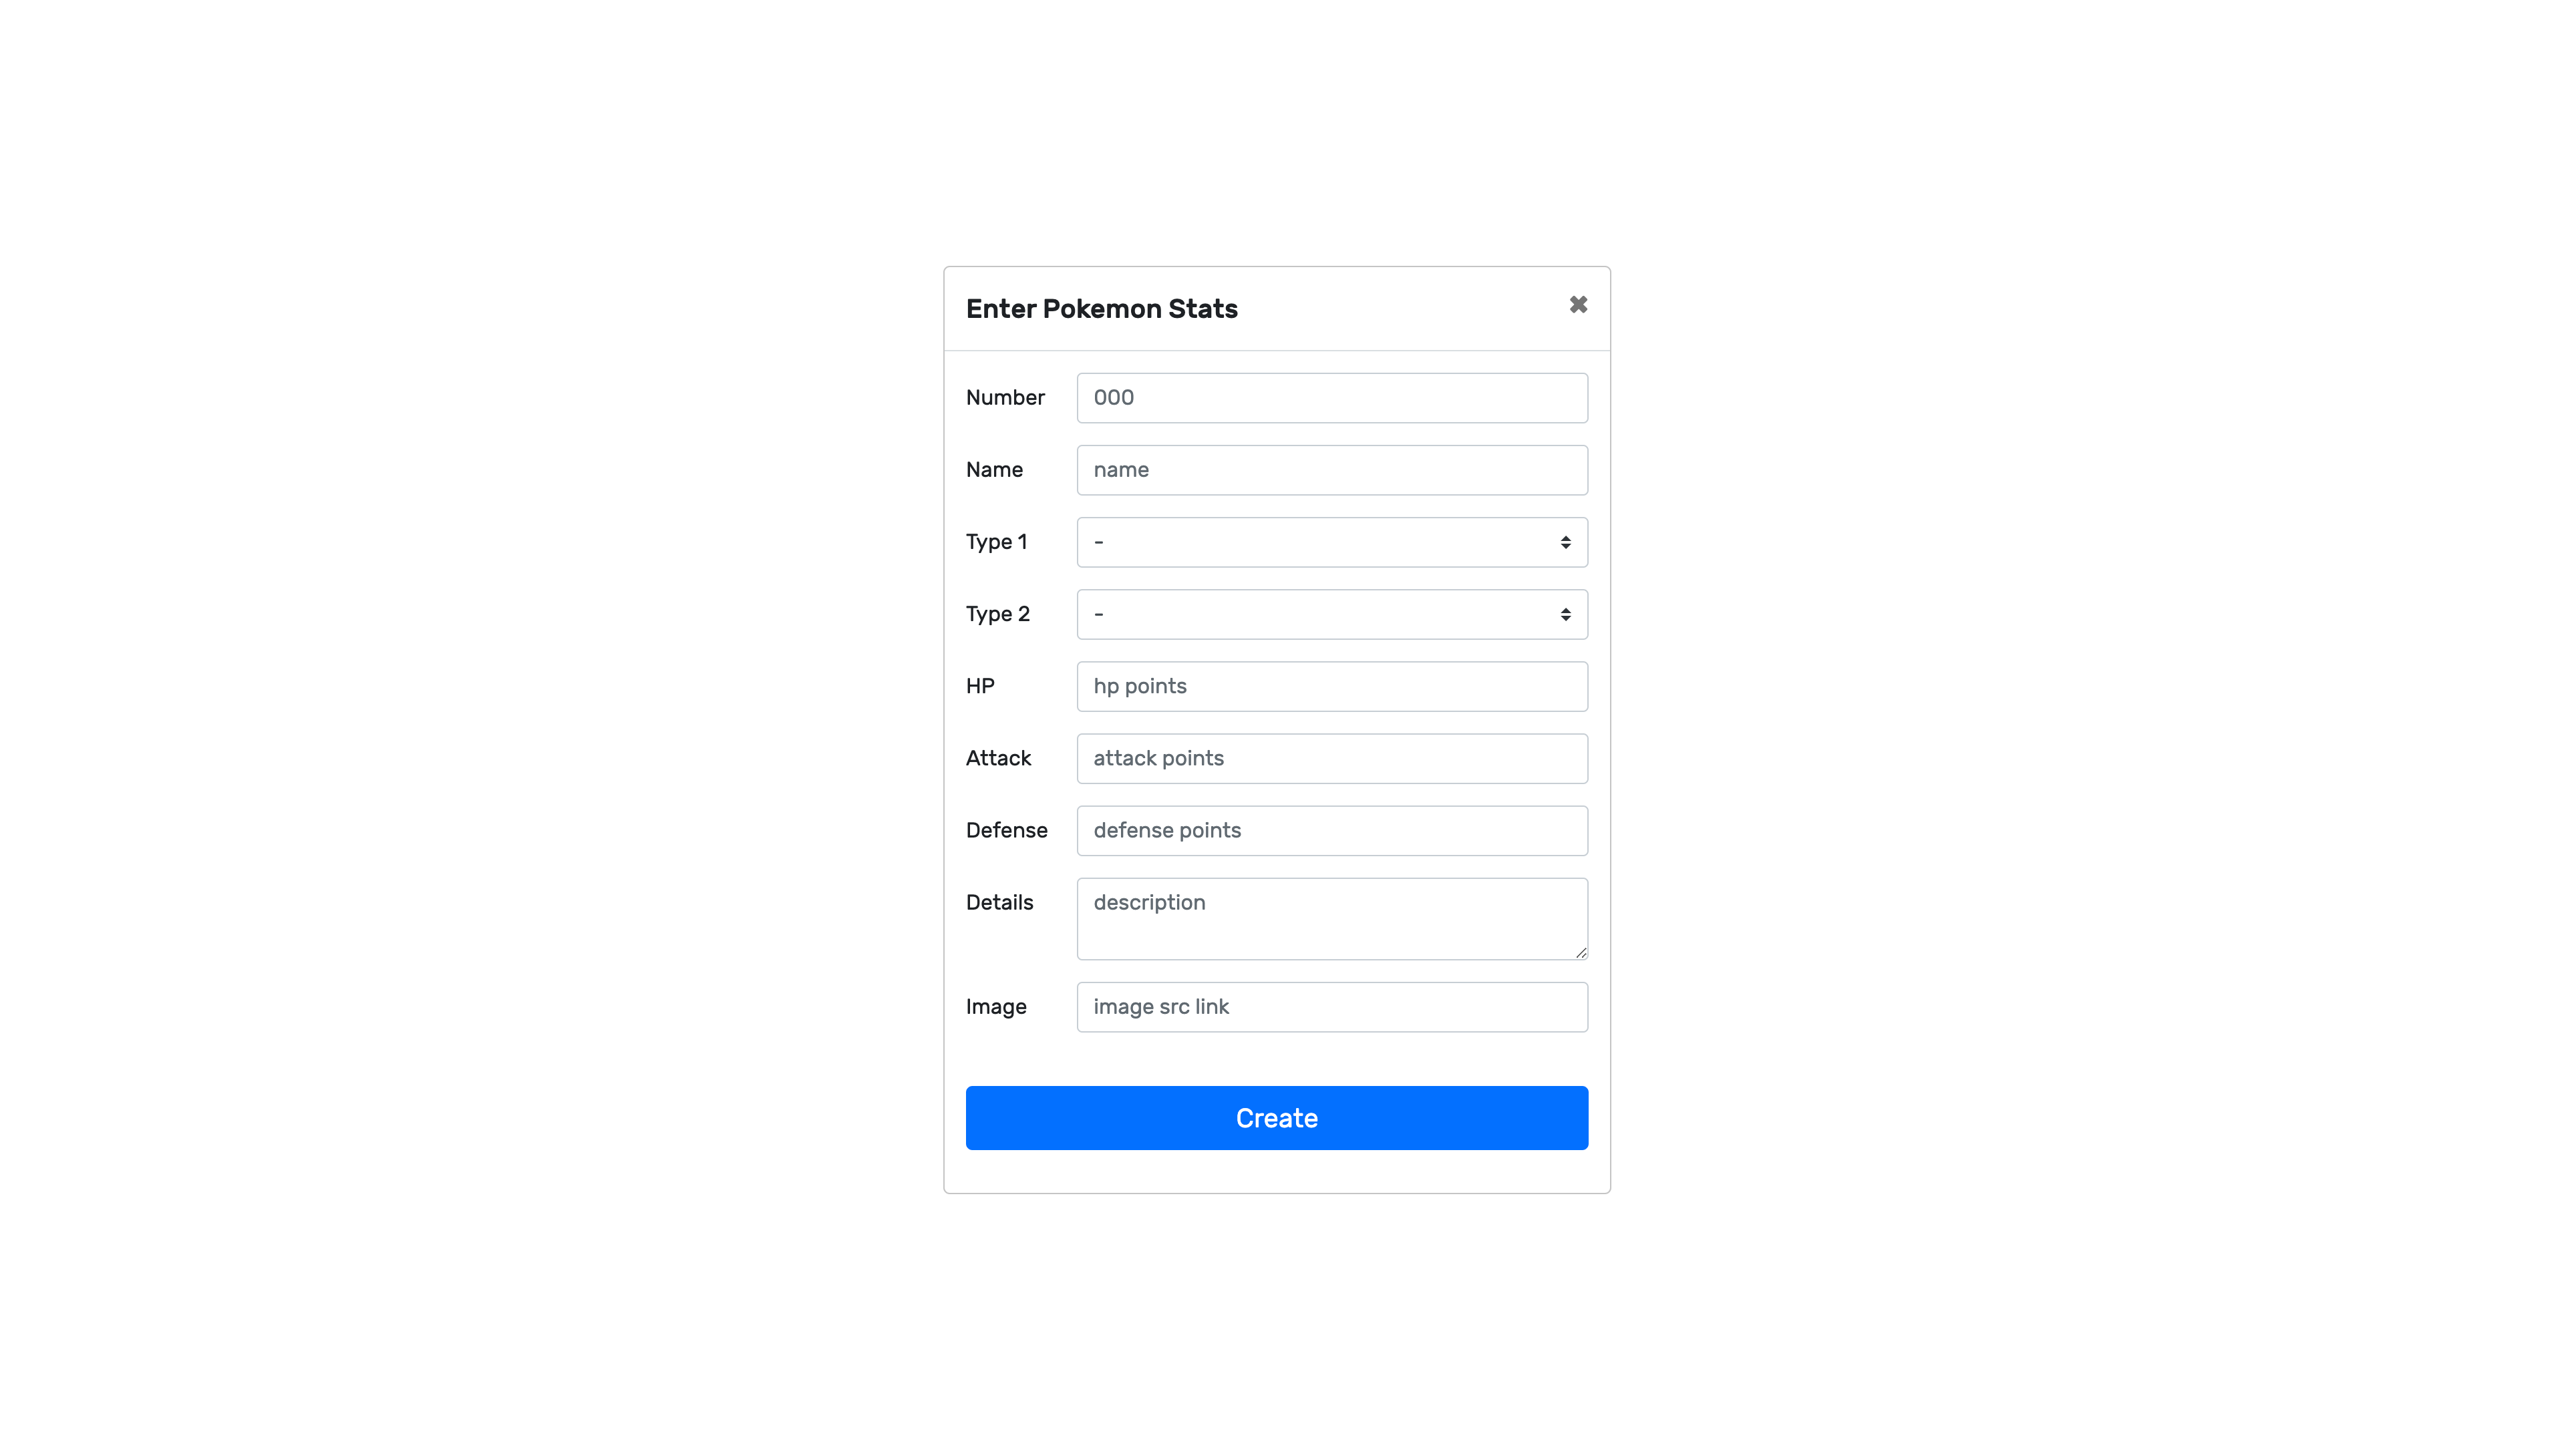 Enter Pokemon Stats ✖
Number 000
Name name
Type 1 -
Type 2 -
HP hp points
Attack attack points
Defense defense points
Details description
Image image src link
Create